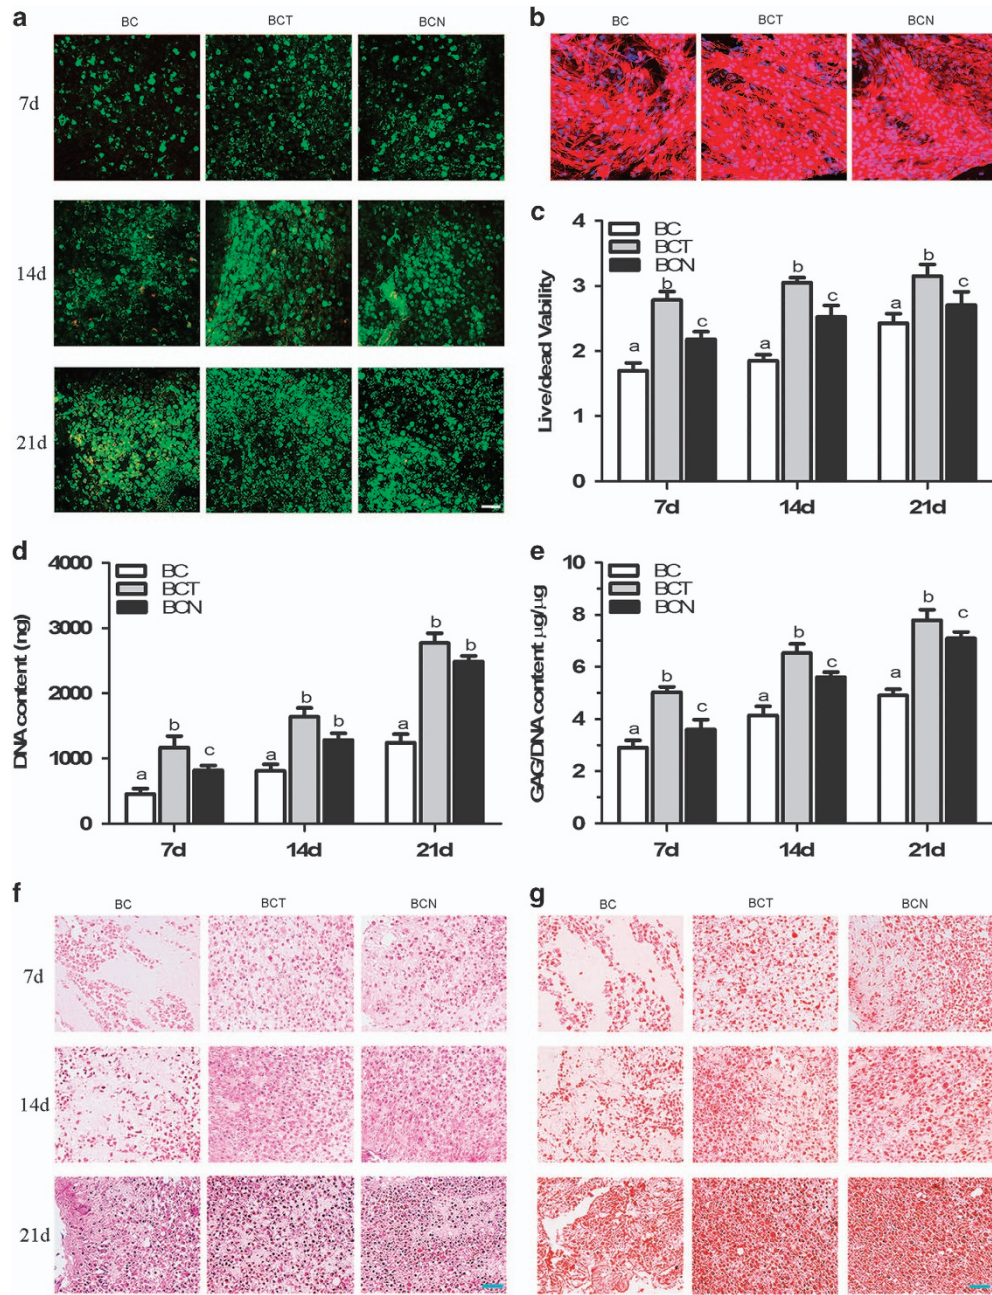 a
BC BCT BCN
7d
14d
21d
b
BC BCT BCN
c
4
3
2
1
0
Live/dead Vability
BC
BCT
BCN
a b c
a b c
a b c
7d 14d 21d
d
4000
3000
2000
1000
0
DNA content (ng)
BC
BCT
BCN
a b c
a b b
a b b
7d 14d 21d
e
10
8
6
4
2
0
GAG/DNA content µg/µg
BC
BCT
BCN
a b c
a b c
a b c
7d 14d 21d
f
BC BCT BCN
7d
14d
21d
g
BC BCT BCN